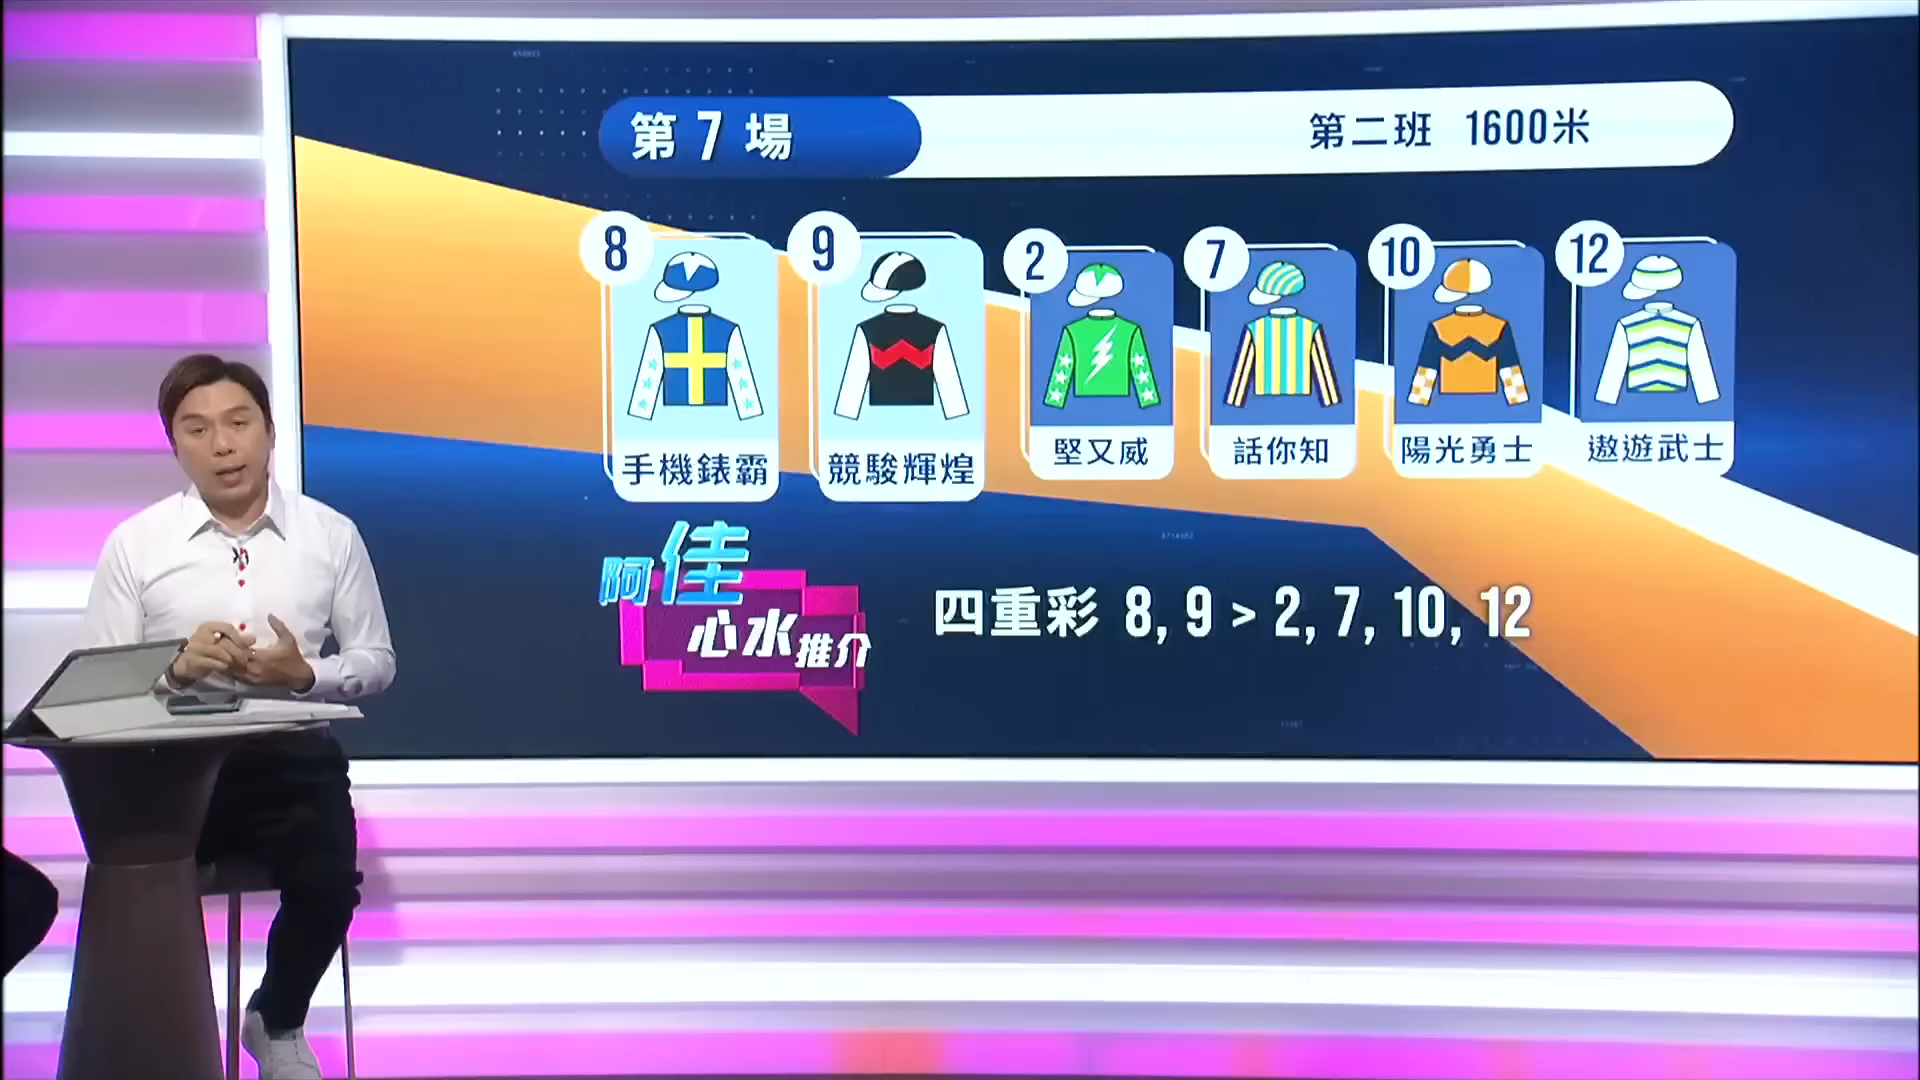 第7場
第二班 1600米
8 9 2 7 10 12
手機錶霸 競駿輝煌 堅又威 話你知 陽光勇士 遨遊武士
阿佳
心水推介
四重彩 8, 9 > 2, 7, 10, 12